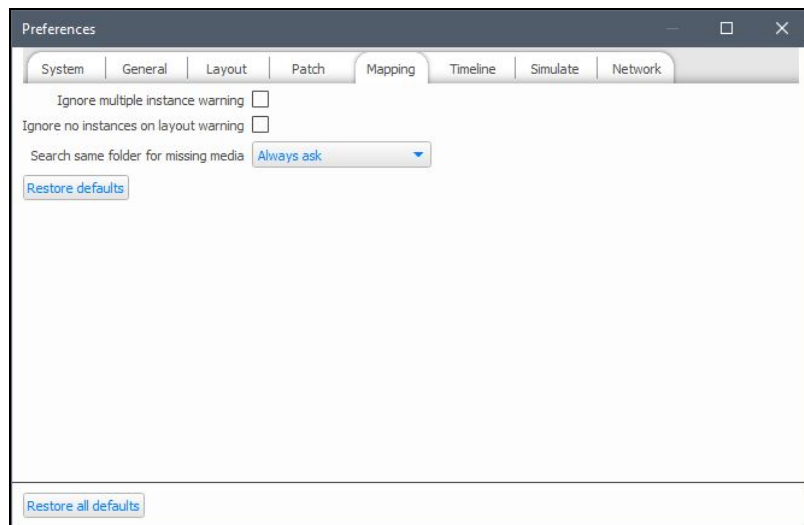 Preferences
System General Layout Patch Mapping Timeline Simulate Network
Ignore multiple instance warning
Ignore no instances on layout warning
Search same folder for missing media Always ask
Restore defaults
Restore all defaults